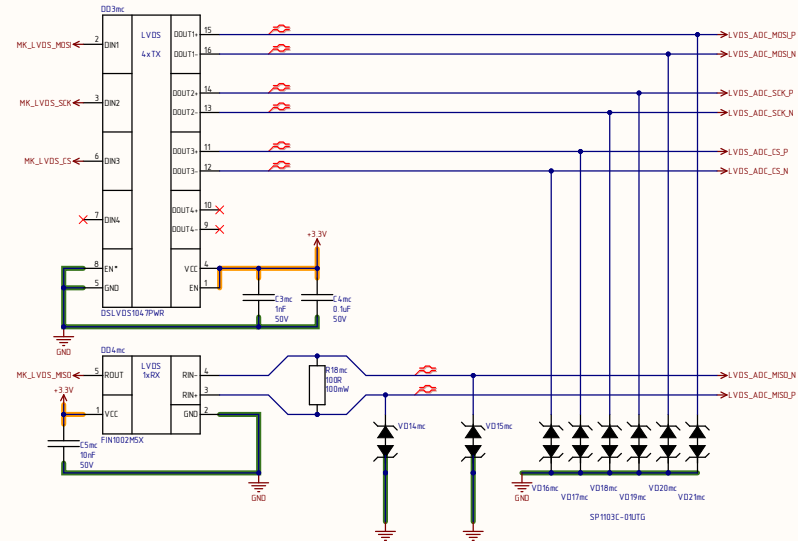 DD3mc
LVDS
4xTX
MK_LVDS_MOSI
2
DIN1
DOUT1+
15
LVDS_ADC_MOSI_P
DOUT1-
16
LVDS_ADC_MOSI_N
MK_LVDS_SCK
3
DIN2
DOUT2+
14
LVDS_ADC_SCK_P
DOUT2-
13
LVDS_ADC_SCK_N
MK_LVDS_CS
6
DIN3
DOUT3+
11
LVDS_ADC_CS_P
DOUT3-
12
LVDS_ADC_CS_N
7
DIN4
DOUT4+
10
DOUT4-
9
+3.3V
8
EN*
VCC
4
5
GND
EN
1
C3mc
1nF
50V
C4mc
0.1uF
50V
DSLVDS1047PWR
GND
DD4mc
LVDS
1xRX
MK_LVDS_MISO
5
ROUT
RIN-
4
R18mc
100R
100mW
LVDS_ADC_MISO_N
+3.3V
RIN+
3
LVDS_ADC_MISO_P
1
VCC
GND
2
FIN1002M5X
C5mc
10nF
50V
GND
VD14mc
VD15mc
GND
VD16mc
VD17mc
VD18mc
VD19mc
VD20mc
VD21mc
SP1103C-01UTG